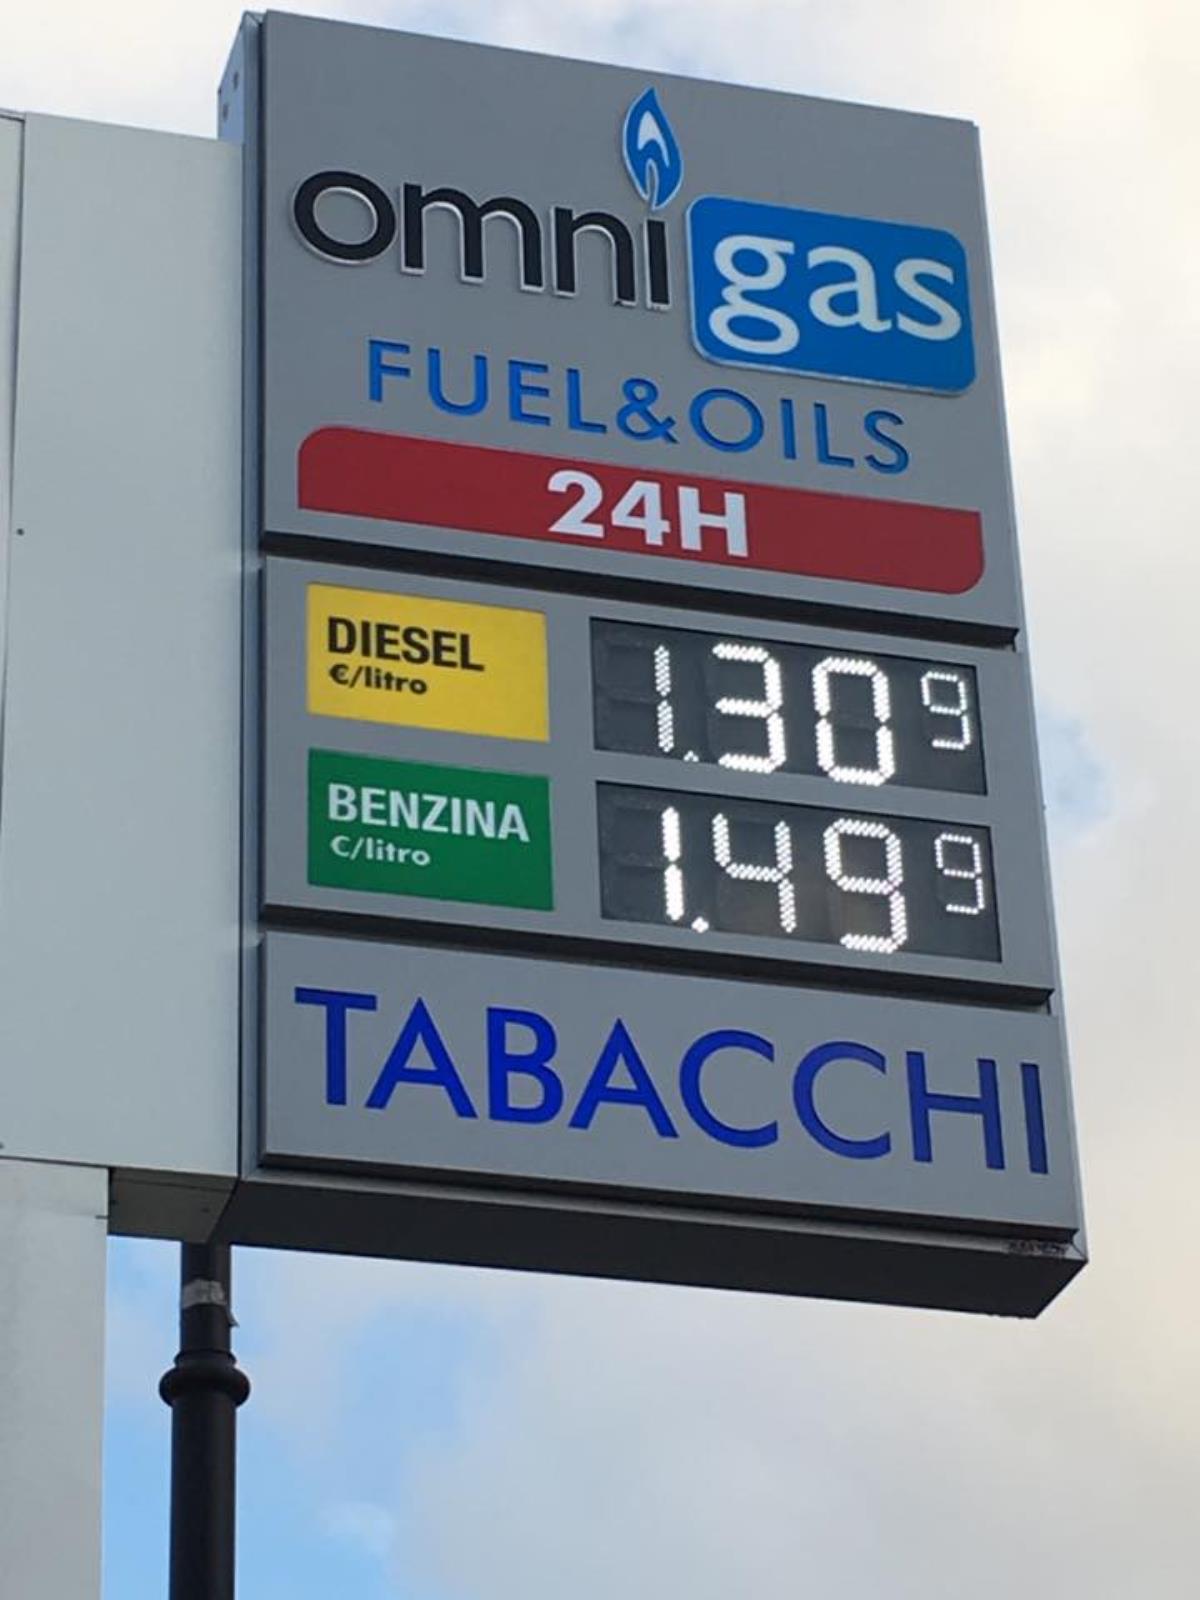 omni gas
FUEL&OILS
24H
DIESEL
€/litro
1.309
BENZINA
€/litro
1.499
TABACCHI